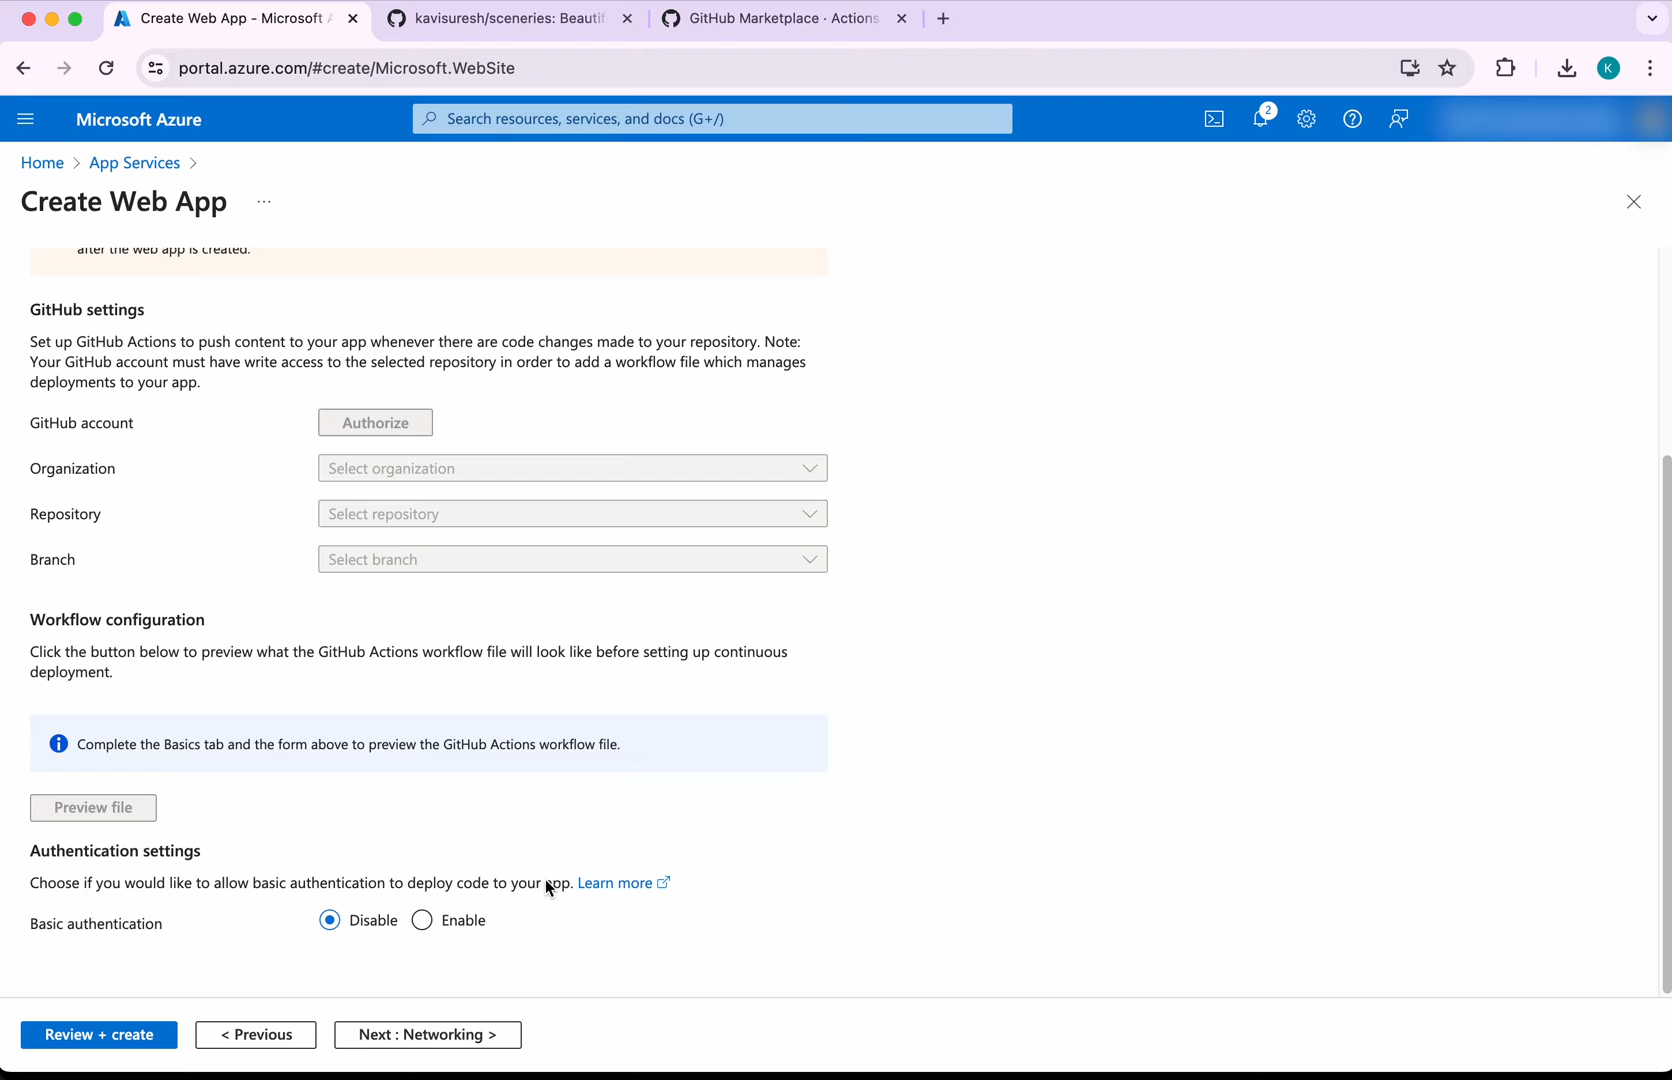 Create Web App - Microsoft A
kavisuresh/sceneries: Beautif
GitHub Marketplace · Actions
portal.azure.com/#create/Microsoft.WebSite
K
Microsoft Azure
Search resources, services, and docs (G+/)
2
Home > App Services >
Create Web App ...
after the web app is created.
GitHub settings
Set up GitHub Actions to push content to your app whenever there are code changes made to your repository. Note:
Your GitHub account must have write access to the selected repository in order to add a workflow file which manages
deployments to your app.
GitHub account
Authorize
Organization
Select organization
Repository
Select repository
Branch
Select branch
Workflow configuration
Click the button below to preview what the GitHub Actions workflow file will look like before setting up continuous
deployment.
Complete the Basics tab and the form above to preview the GitHub Actions workflow file.
Preview file
Authentication settings
Choose if you would like to allow basic authentication to deploy code to your app. Learn more
Basic authentication
Disable
Enable
Review + create
< Previous
Next : Networking >